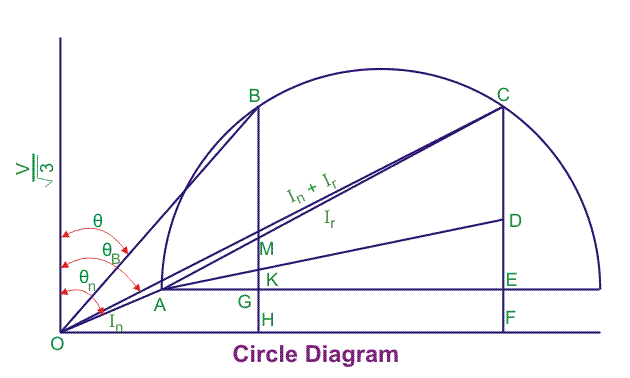 B
C
V
√3
Iₙ + Iᵣ
Iᵣ
θ
D
θB
M
θₙ
K
E
A
G
Iₙ
H
F
O
Circle Diagram